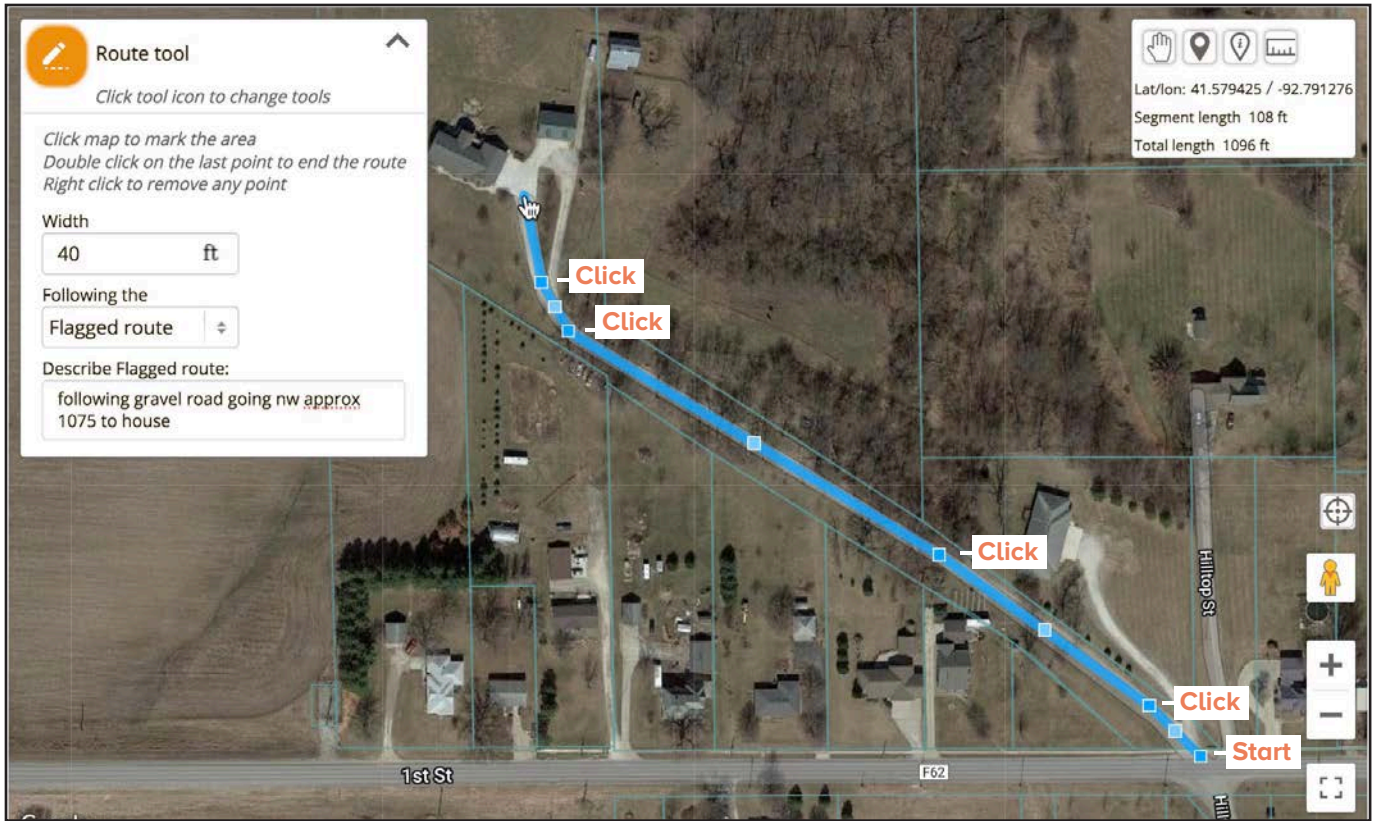 Route tool
Click tool icon to change tools
Click map to mark the area
Double click on the last point to end the route
Right click to remove any point
Width
40 ft
Following the
Flagged route
Describe Flagged route:
following gravel road going nw approx
1075 to house
Lat/lon: 41.579425 / -92.791276
Segment length 108 ft
Total length 1096 ft
Click
Click
Click
Click
Start
Hilltop St
1st St
F62